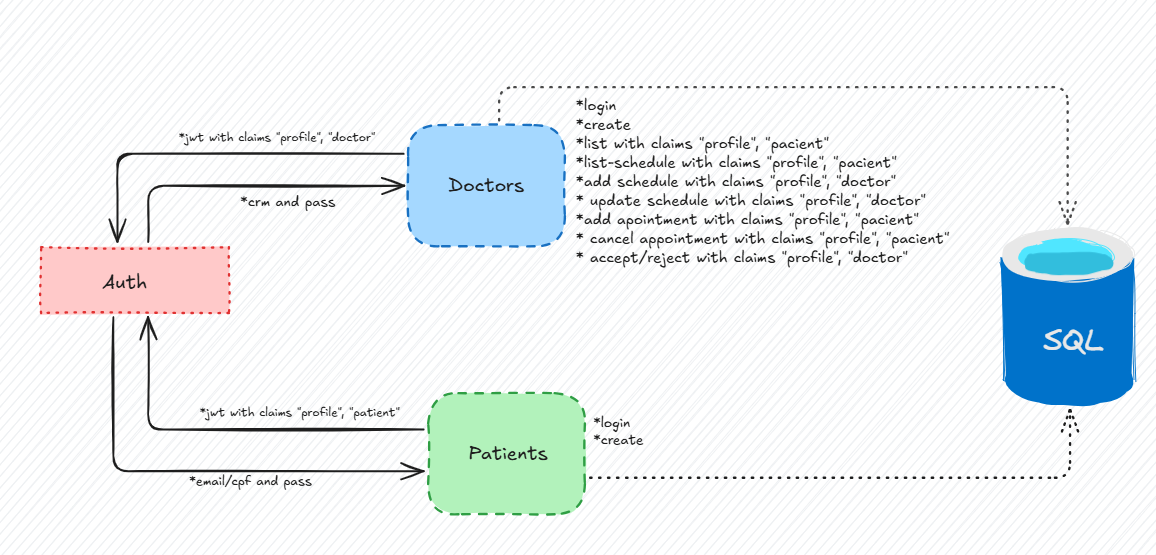 *login
*create
*list with claims "profile", "pacient"
*list-schedule with claims "profile", "pacient"
*add schedule with claims "profile", "doctor"
* update schedule with claims "profile", "doctor"
*add apointment with claims "profile", "pacient"
* cancel appointment with claims "profile", "pacient"
* accept/reject with claims "profile", "doctor"
*jwt with claims "profile", "doctor"
Doctors
*crm and pass
Auth
SQL
*jwt with claims "profile", "patient"
*login
*create
Patients
*email/cpf and pass